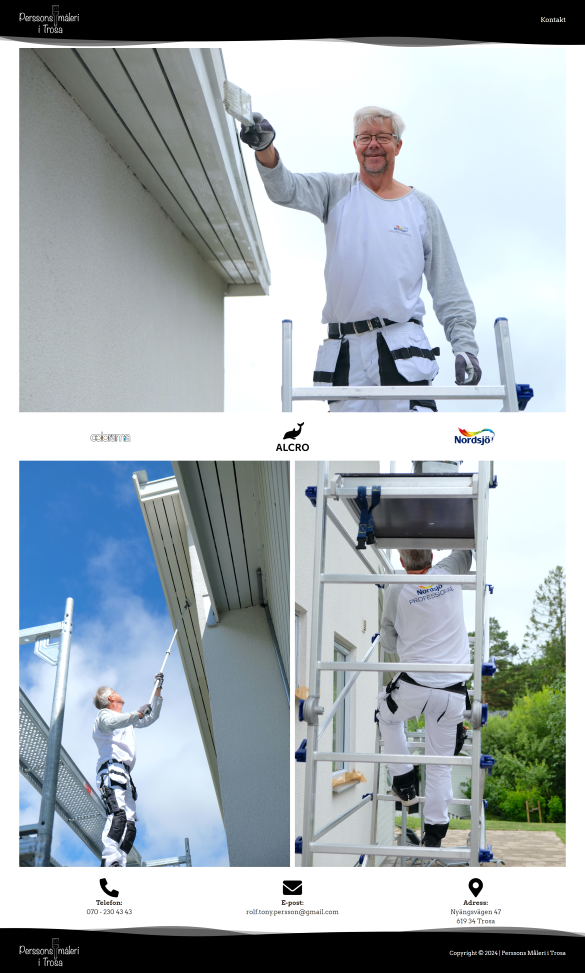 Perssons måleri
i Trosa
Kontakt
colorama
ALCRO
Nordsjö
Nordsjö
PROFESSIONAL
Telefon:
070 - 230 43 43
E-post:
rolf.tony.persson@gmail.com
Adress:
Nyängsvägen 47
619 34 Trosa
Perssons måleri
i Trosa
Copyright © 2024 | Perssons Måleri i Trosa